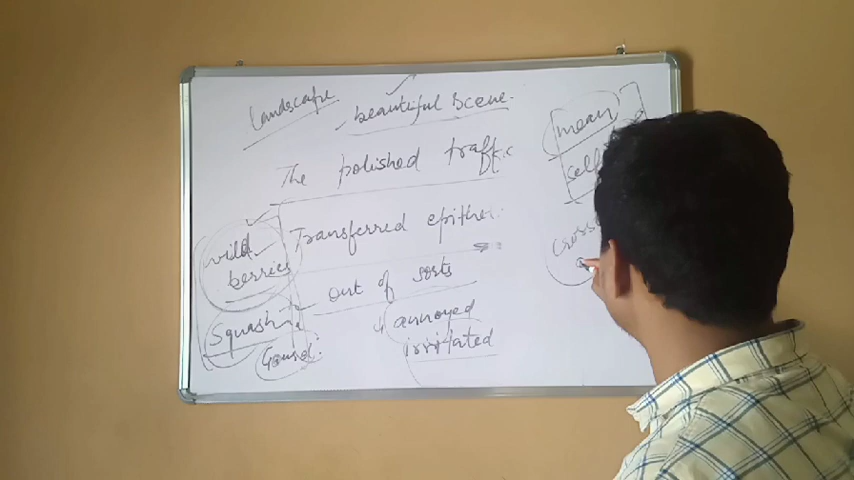 landscape
beautiful scene.
The polished traffic
Transferred epithe
out of sorts
annoyed
irritated
wild
berries
Squash
Gourd
mean
self
cross